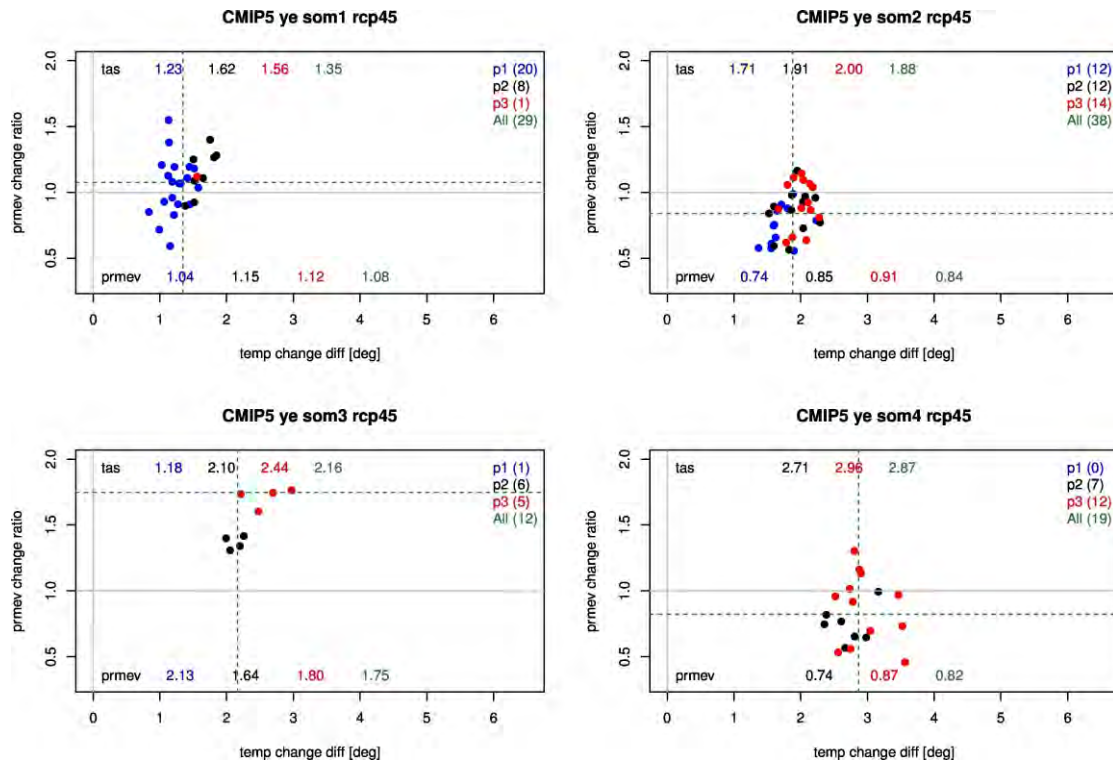 CMIP5 ye som1 rcp45
prmev change ratio
2.0
1.5
1.0
0.5
tas 1.23 1.62 1.56 1.35
p1 (20)
p2 (8)
p3 (1)
All (29)
prmev 1.04 1.15 1.12 1.08
0 1 2 3 4 5 6
temp change diff [deg]
CMIP5 ye som2 rcp45
prmev change ratio
2.0
1.5
1.0
0.5
tas 1.71 1.91 2.00 1.88
p1 (12)
p2 (12)
p3 (14)
All (38)
prmev 0.74 0.85 0.91 0.84
0 1 2 3 4 5 6
temp change diff [deg]
CMIP5 ye som3 rcp45
prmev change ratio
2.0
1.5
1.0
0.5
tas 1.18 2.10 2.44 2.16
p1 (1)
p2 (6)
p3 (5)
All (12)
prmev 2.13 1.64 1.80 1.75
0 1 2 3 4 5 6
temp change diff [deg]
CMIP5 ye som4 rcp45
prmev change ratio
2.0
1.5
1.0
0.5
tas 2.71 2.96 2.87
p1 (0)
p2 (7)
p3 (12)
All (19)
prmev 0.74 0.87 0.82
0 1 2 3 4 5 6
temp change diff [deg]